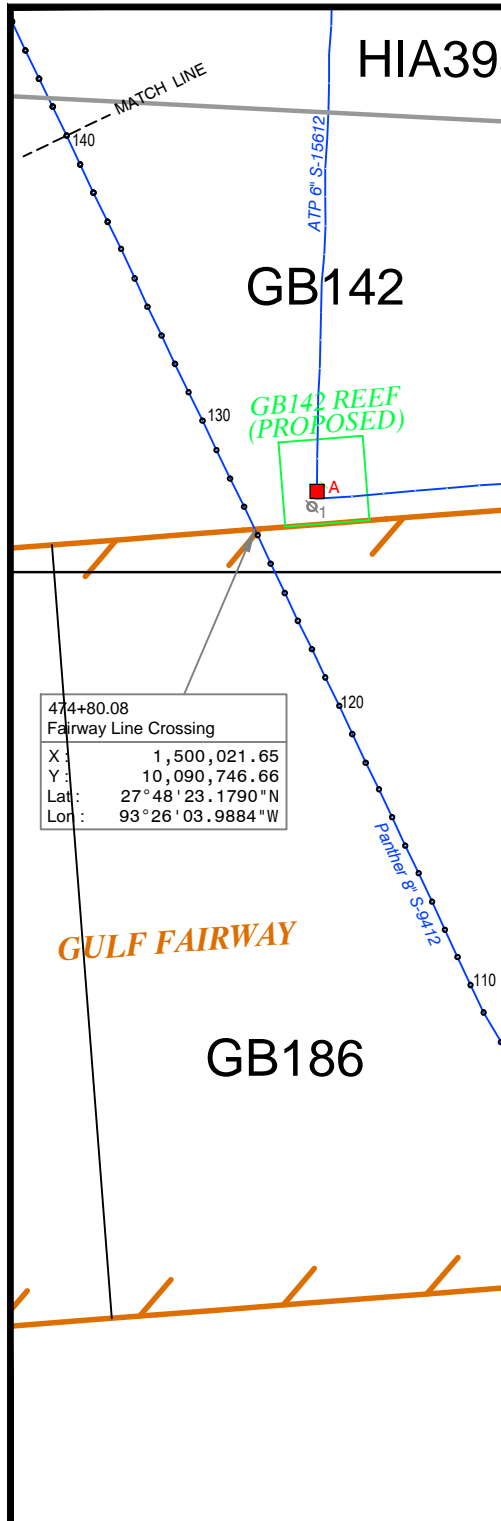 HIA39
MATCH LINE
140
ATP 6" S-15612
GB142
130
GB142 REEF
(PROPOSED)
A
1
120
474+80.08
Fairway Line Crossing
X : 1,500,021.65
Y : 10,090,746.66
Lat : 27°48'23.1790"N
Lon : 93°26'03.9884"W
Panther 8" S-9412
GULF FAIRWAY
110
GB186